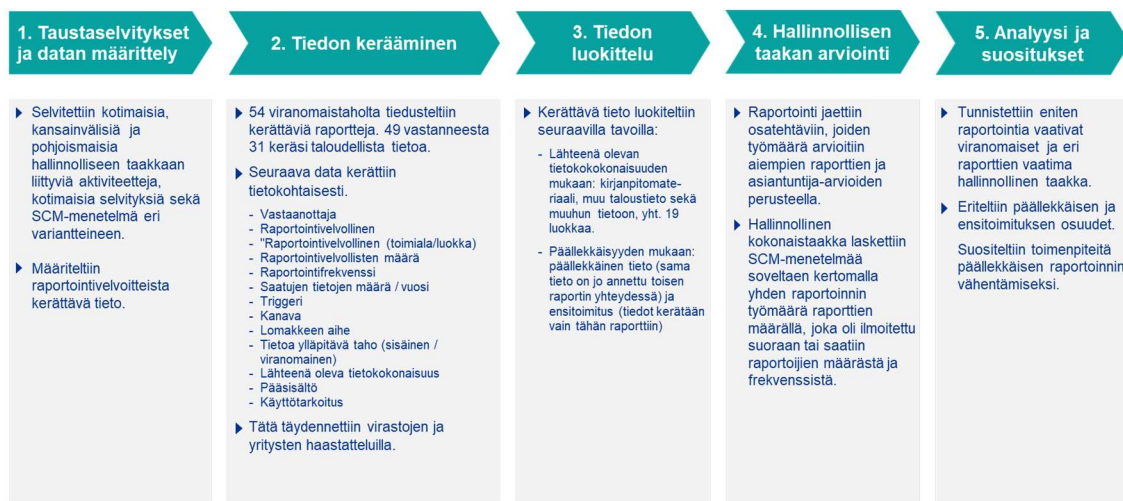 1. Taustaselvitykset
ja datan määrittely
2. Tiedon kerääminen
3. Tiedon
luokittelu
4. Hallinnollisen
taakan arviointi
5. Analyysi ja
suositukset
Selvitettiin kotimaisia,
kansainvälisiä ja
pohjoismaisia
hallinnolliseen taakkaan
liittyviä aktiviteetteja,
kotimaisia selvityksiä sekä
SCM-menetelmä eri
variantteineen.
Määriteltiin
raportointivelvoitteista
kerättävä tieto.
54 viranomaistaholta tiedusteltiin
kerättäviä raportteja. 49 vastanneesta
31 keräsi taloudellista tietoa.
Seuraava data kerättiin
tietokohtaisesti.
- Vastaanottaja
- Raportointivelvollinen
- "Raportointivelvollinen (toimiala/luokka)
- Raportointivelvollisten määrä
- Raportointifrekvenssi
- Saatujen tietojen määrä / vuosi
- Triggeri
- Kanava
- Lomakkeen aihe
- Tietoa ylläpitävä taho (sisäinen /
viranomainen)
- Lähteenä oleva tietokokonaisuus
- Pääsisältö
- Käyttötarkoitus
Tätä täydennettiin virastojen ja
yritysten haastatteluilla.
Kerättävä tieto luokiteltiin
seuraavilla tavoilla:
- Lähteenä olevan
tietokokokonaisuuden
mukaan: kirjanpitomate-
riaali, muu taloustieto sekä
muuhun tietoon, yht. 19
luokkaa.
- Päällekkäisyyden mukaan:
päällekkäinen tieto (sama
tieto on jo annettu toisen
raportin yhteydessä) ja
ensitoimitus (tiedot kerätään
vain tähän raporttiin)
Raportointi jaettiin
osatehtäviin, joiden
työmäärä arvioitiin
aiempien raporttien ja
asiantuntija-arvioiden
perusteella.
Hallinnollinen
kokonaistaakka laskettiin
SCM-menetelmää
soveltaen kertomalla
yhden raportoinnin
työmäärä raporttien
määrällä, joka oli ilmoitettu
suoraan tai saatiin
raportoijien määrästä ja
frekvenssistä.
Tunnistettiin eniten
raportointia vaativat
viranomaiset ja eri
raporttien vaatima
hallinnollinen taakka.
Eriteltiin päällekkäisen ja
ensitoimituksen osuudet.
Suositeltiin toimenpiteitä
päällekkäisen raportoinnin
vähentämiseksi.